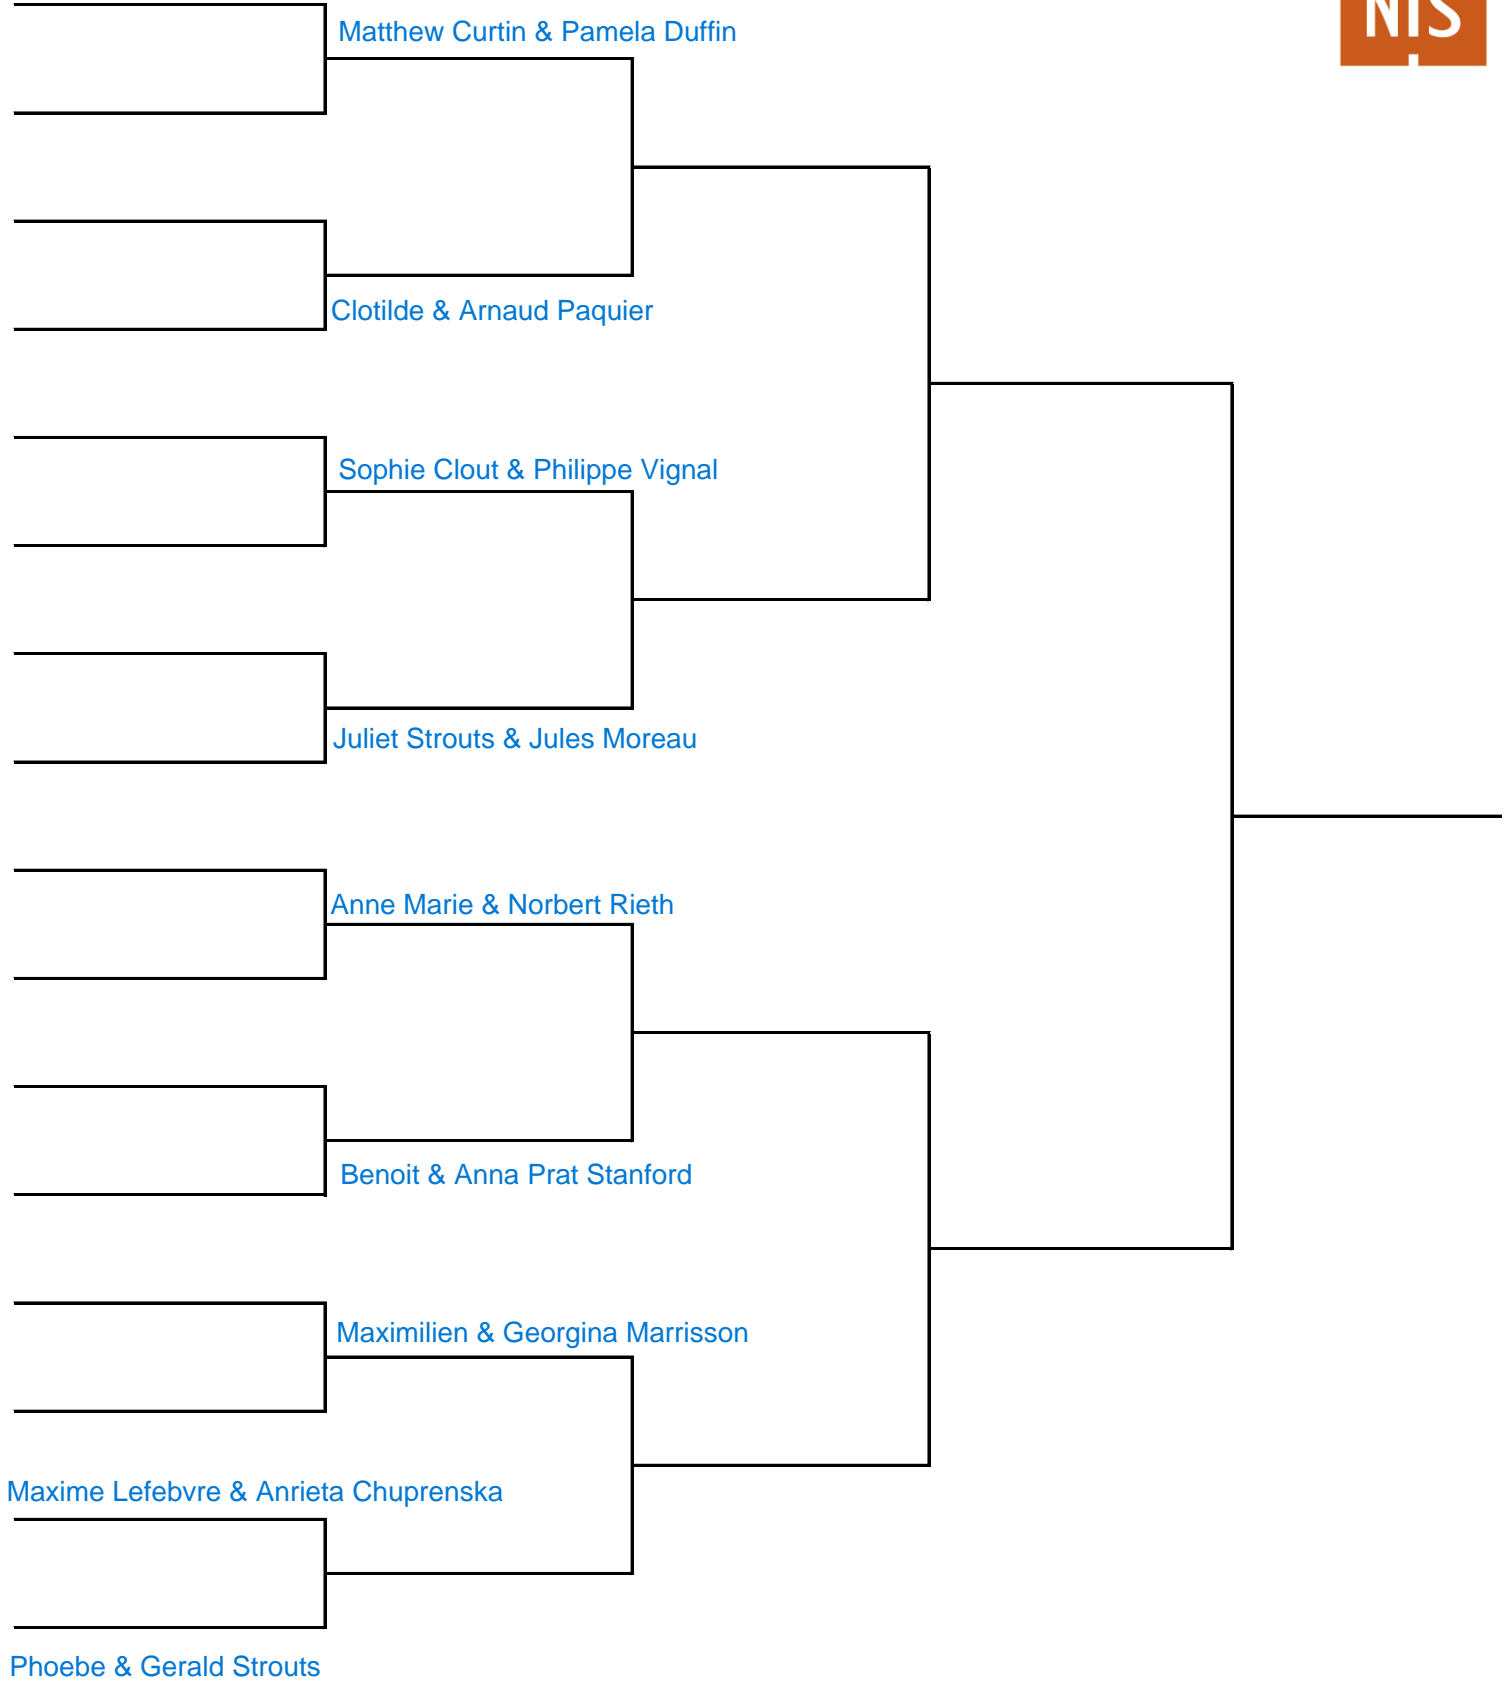 NiS
Matthew Curtin & Pamela Duffin
Clotilde & Arnaud Paquier
Sophie Clout & Philippe Vignal
Juliet Strouts & Jules Moreau
Anne Marie & Norbert Rieth
Benoit & Anna Prat Stanford
Maximilien & Georgina Marrisson
Maxime Lefebvre & Anrieta Chuprenska
Phoebe & Gerald Strouts